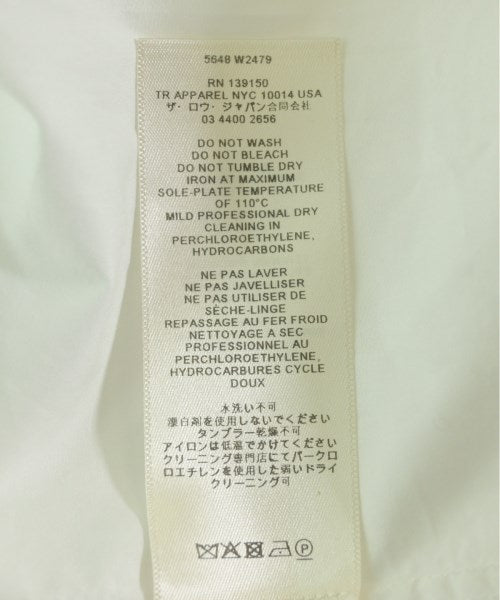 5648 W2479
RN 139150
TR APPAREL NYC 10014 USA
ザ・ロウ・ジャパン合同会社
03 4400 2656
DO NOT WASH
DO NOT BLEACH
DO NOT TUMBLE DRY
IRON AT MAXIMUM
SOLE-PLATE TEMPERATURE
OF 110°C
MILD PROFESSIONAL DRY
CLEANING IN
PERCHLOROETHYLENE,
HYDROCARBONS
NE PAS LAVER
NE PAS JAVELLISER
NE PAS UTILISER DE
SÈCHE-LINGE
REPASSAGE AU FER FROID
NETTOYAGE A SEC
PROFESSIONNEL AU
PERCHLOROETHYLENE,
HYDROCARBURES CYCLE
DOUX
水洗い不可
漂白剤を使用しないでください
タンブラー乾燥不可
アイロンは低温でかけてください
クリーニング専門店にてパークロ
ロエチレンを使用した弱いドライ
クリーニング可
P